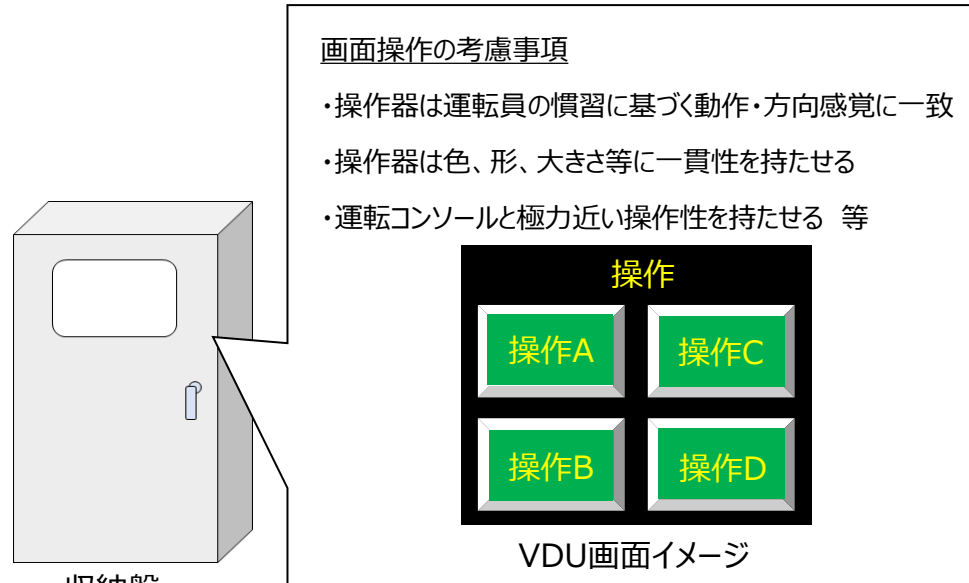 画面操作の考慮事項
・操作器は運転員の慣習に基づく動作・方向感覚に一致
・操作器は色、形、大きさ等に一貫性を持たせる
・運転コンソールと極力近い操作性を持たせる 等
操作
操作A
操作C
操作B
操作D
VDU画面イメージ
収納盤